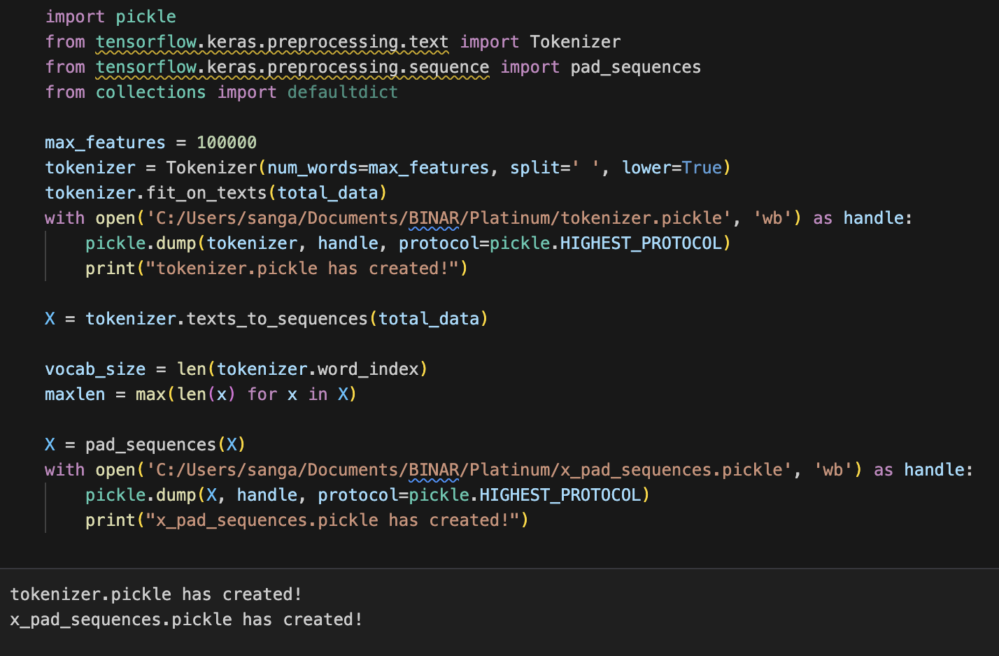 import pickle
from tensorflow.keras.preprocessing.text import Tokenizer
from tensorflow.keras.preprocessing.sequence import pad_sequences
from collections import defaultdict

max_features = 100000
tokenizer = Tokenizer(num_words=max_features, split=' ', lower=True)
tokenizer.fit_on_texts(total_data)
with open('C:/Users/sanga/Documents/BINAR/Platinum/tokenizer.pickle', 'wb') as handle:
    pickle.dump(tokenizer, handle, protocol=pickle.HIGHEST_PROTOCOL)
    print("tokenizer.pickle has created!")

X = tokenizer.texts_to_sequences(total_data)

vocab_size = len(tokenizer.word_index)
maxlen = max(len(x) for x in X)

X = pad_sequences(X)
with open('C:/Users/sanga/Documents/BINAR/Platinum/x_pad_sequences.pickle', 'wb') as handle:
    pickle.dump(X, handle, protocol=pickle.HIGHEST_PROTOCOL)
    print("x_pad_sequences.pickle has created!")

tokenizer.pickle has created!
x_pad_sequences.pickle has created!